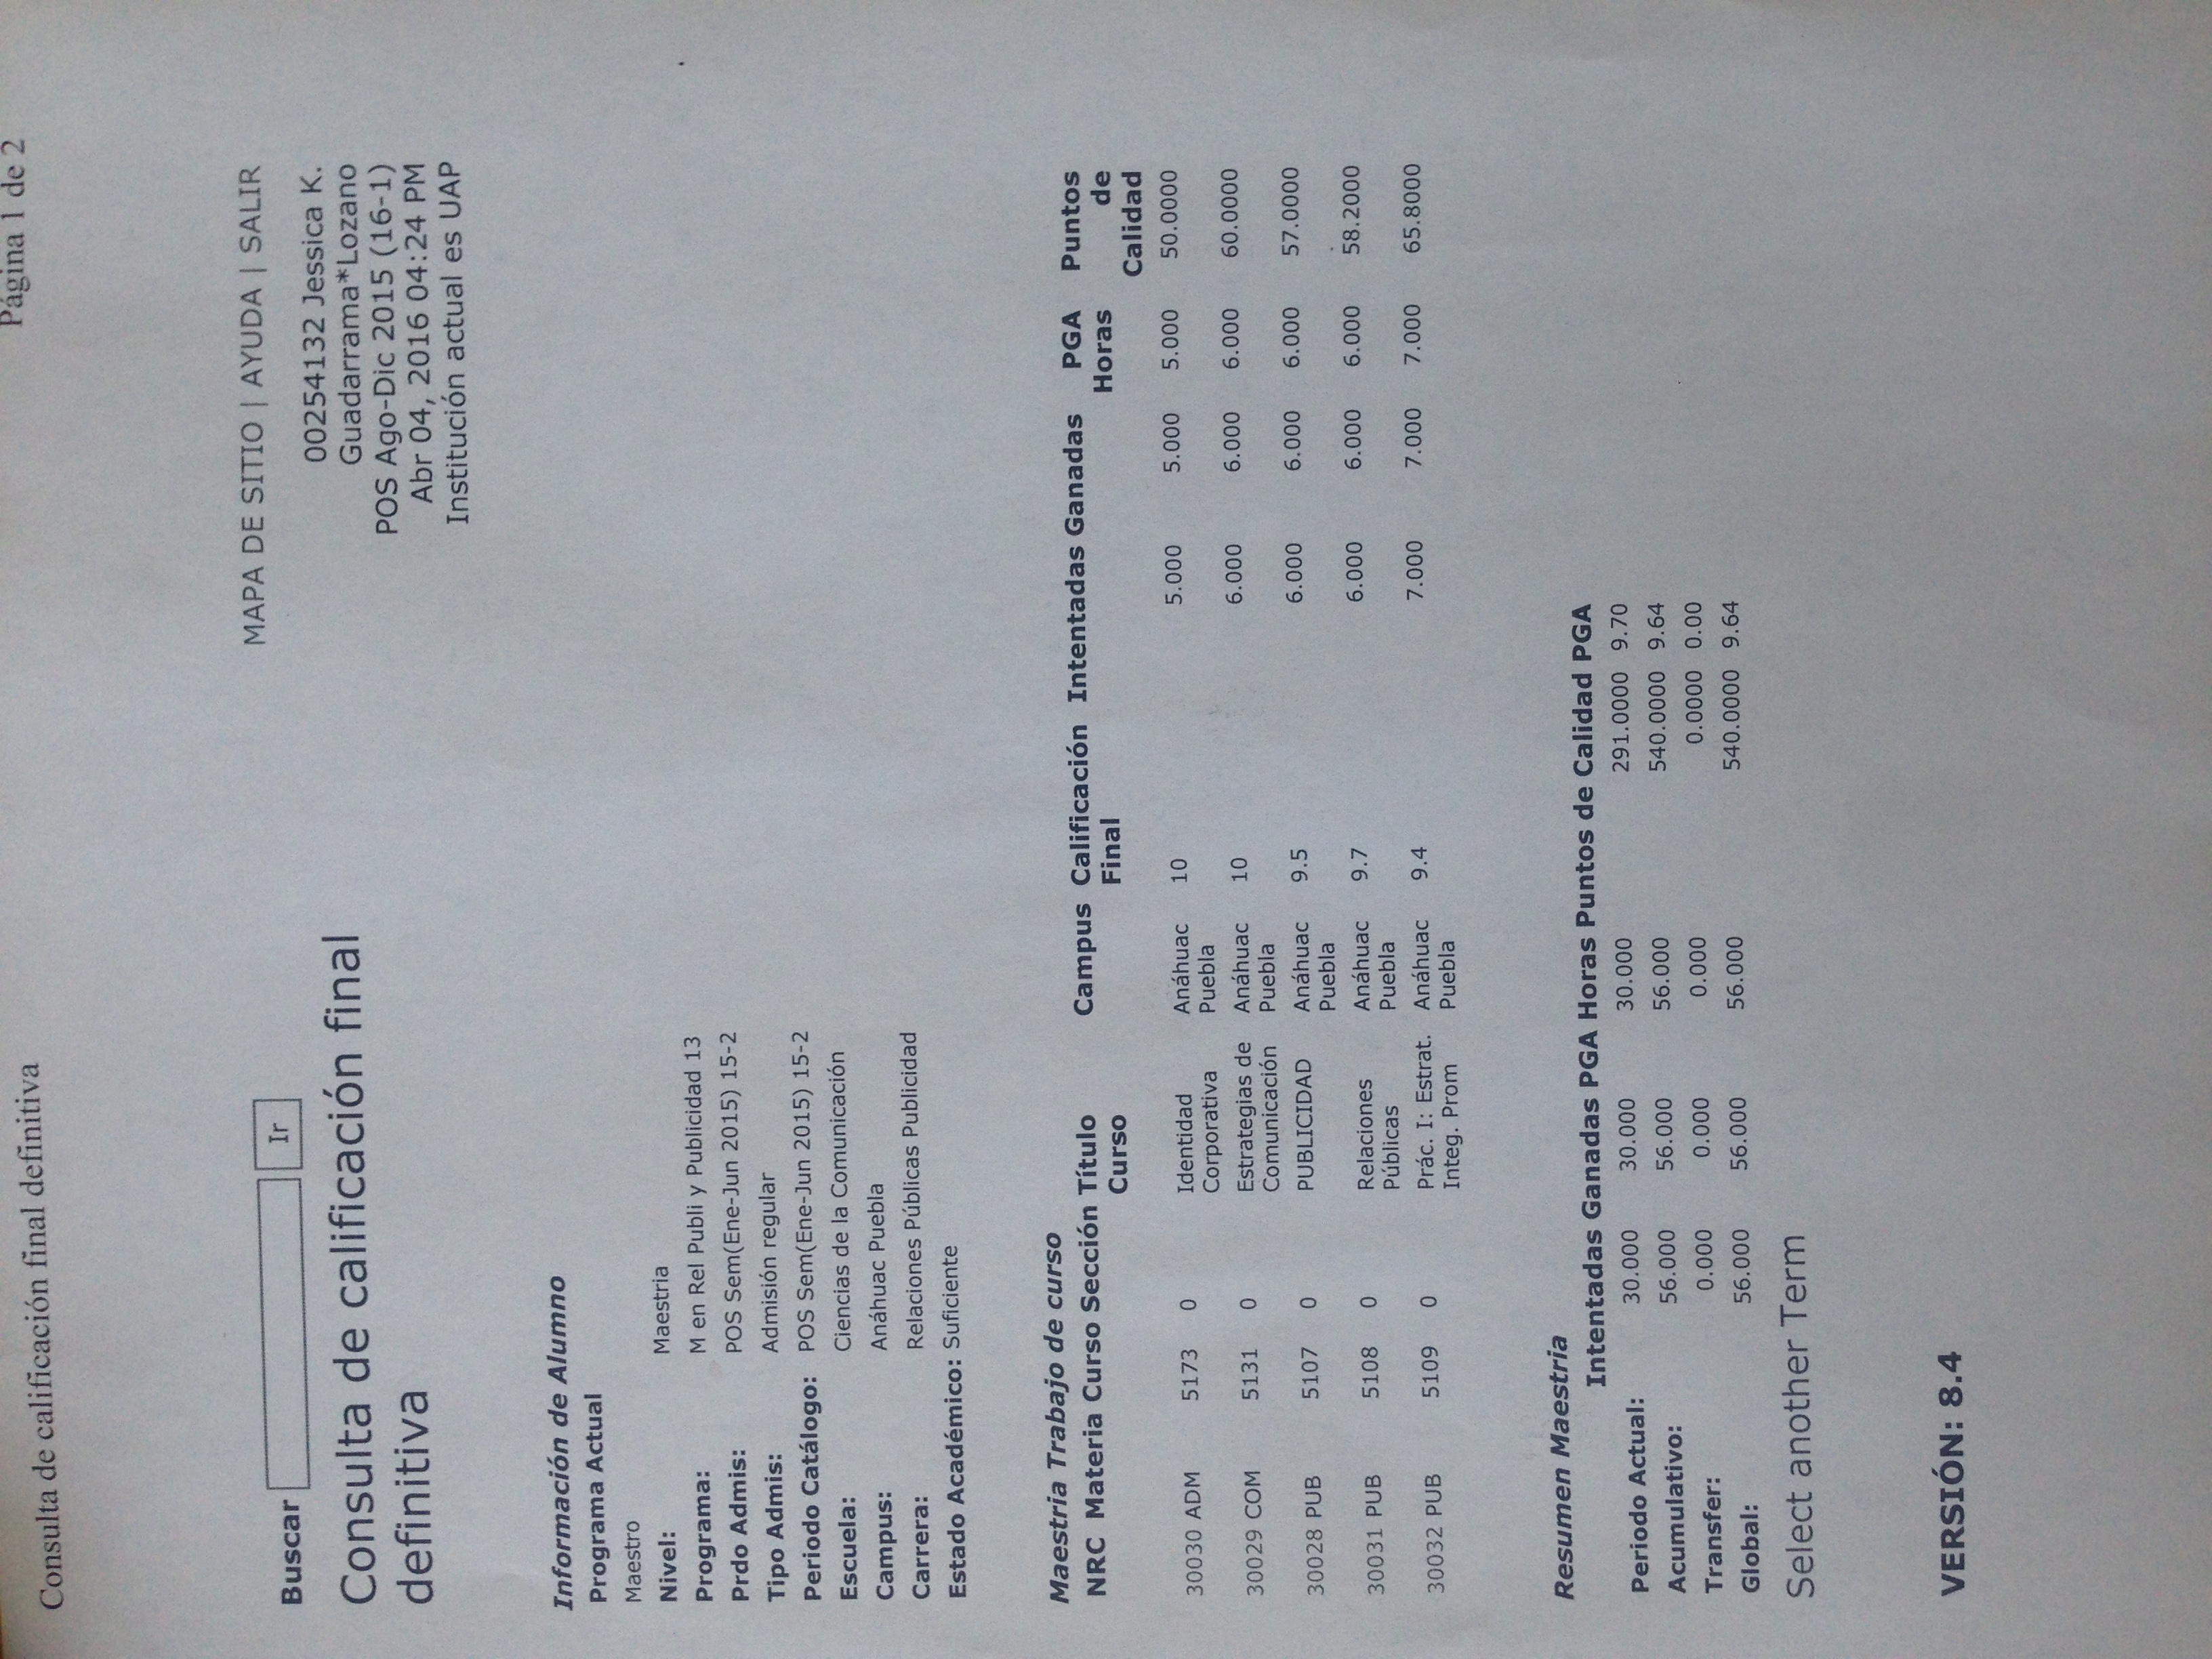 Consulta de calificación final definitiva
Página 1 de 2
Buscar Ir
MAPA DE SITIO | AYUDA | SALIR
Consulta de calificación final
definitiva
00254132 Jessica K.
Guadarrama*Lozano
POS Ago-Dic 2015 (16-1)
Abr 04, 2016 04:24 PM
Institución actual es UAP
Información de Alumno
Programa Actual
Maestro
Nivel: Maestria
Programa: M en Rel Publi y Publicidad 13
Prdo Admis: POS Sem(Ene-Jun 2015) 15-2
Tipo Admis: Admisión regular
Periodo Catálogo: POS Sem(Ene-Jun 2015) 15-2
Escuela: Ciencias de la Comunicación
Campus: Anáhuac Puebla
Carrera: Relaciones Públicas Publicidad
Estado Académico: Suficiente
Maestria Trabajo de curso
NRC Materia Curso Sección Título Campus Calificación Intentadas Ganadas PGA Puntos
Curso Final Horas de
Calidad
30030 ADM 5173 0 Identidad Anáhuac 10 5.000 5.000 5.000 50.0000
Corporativa Puebla
30029 COM 5131 0 Estrategias de Anáhuac 10 6.000 6.000 6.000 60.0000
Comunicación Puebla
30028 PUB 5107 0 PUBLICIDAD Anáhuac 9.5 6.000 6.000 6.000 57.0000
Puebla
30031 PUB 5108 0 Relaciones Anáhuac 9.7 6.000 6.000 6.000 58.2000
Públicas Puebla
30032 PUB 5109 0 Prác. I: Estrat. Anáhuac 9.4 7.000 7.000 7.000 65.8000
Integ. Prom Puebla
Resumen Maestria
Intentadas Ganadas PGA Horas Puntos de Calidad PGA
Periodo Actual: 30.000 30.000 30.000 291.0000 9.70
Acumulativo: 56.000 56.000 56.000 540.0000 9.64
Transfer: 0.000 0.000 0.000 0.0000 0.00
Global: 56.000 56.000 56.000 540.0000 9.64
Select another Term
VERSIÓN: 8.4